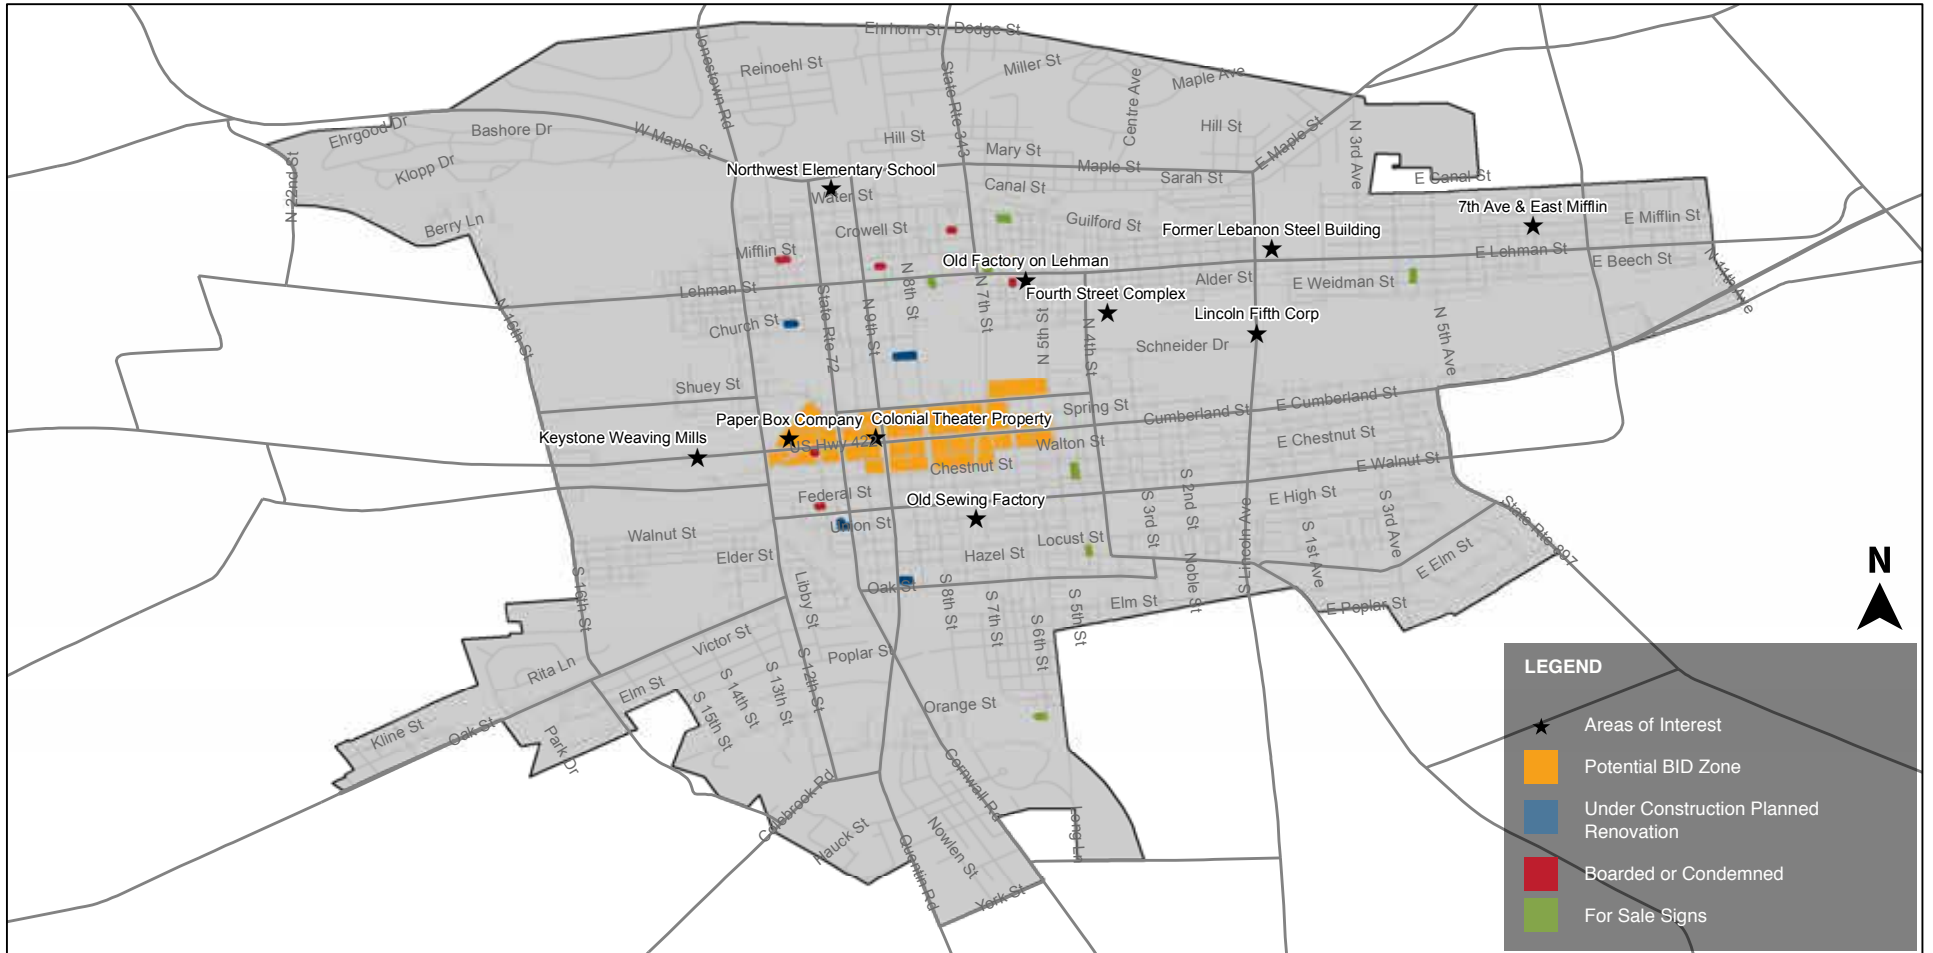 Ehrhorn St
Dodge St
Jonestown Rd
Reinoehl St
State Rte 343
Miller St
Centre Ave
Maple Ave
Ehrgood Dr
Bashore Dr
W Maple St
Hill St
Hill St
E Maple St
N 3rd Ave
Klopp Dr
Mary St
Maple St
Sarah St
E Canal St
N 22nd St
Northwest Elementary School
Water St
Canal St
7th Ave & East Mifflin
E Mifflin St
Berry Ln
Crowell St
Guilford St
Former Lebanon Steel Building
Mifflin St
Old Factory on Lehman
E Lehman St
E Beech St
N 11th Ave
Lehman St
State Rte 72
N 9th St
N 8th St
N 7th St
Alder St
E Weidman St
Fourth Street Complex
N 16th St
Church St
N 5th St
N 4th St
Lincoln Fifth Corp
Schneider Dr
N 5th Ave
Shuey St
Spring St
Cumberland St
E Cumberland St
Paper Box Company
Colonial Theater Property
Keystone Weaving Mills
US Hwy 422
Walton St
E Chestnut St
Chestnut St
E Walnut St
Federal St
Old Sewing Factory
S 3rd St
S 2nd St
S Lincoln Ave
E High St
S 3rd Ave
State Rte 897
Union St
Walnut St
Elder St
Hazel St
Locust St
S 1st Ave
E Elm St
S 16th St
Libby St
Oak St
S 8th St
S 7th St
S 6th St
S 5th St
Elm St
Noble St
E Poplar St
N
Victor St
Rita Ln
Elm St
S 15th St
S 14th St
S 13th St
S 12th St
Poplar St
Orange St
Kline St
Oak St
Park Dr
Cornwall Rd
Colebrook Rd
Nauck St
Quentin Rd
Nowlen St
York St
Long Ln
LEGEND
Areas of Interest
Potential BID Zone
Under Construction Planned
Renovation
Boarded or Condemned
For Sale Signs